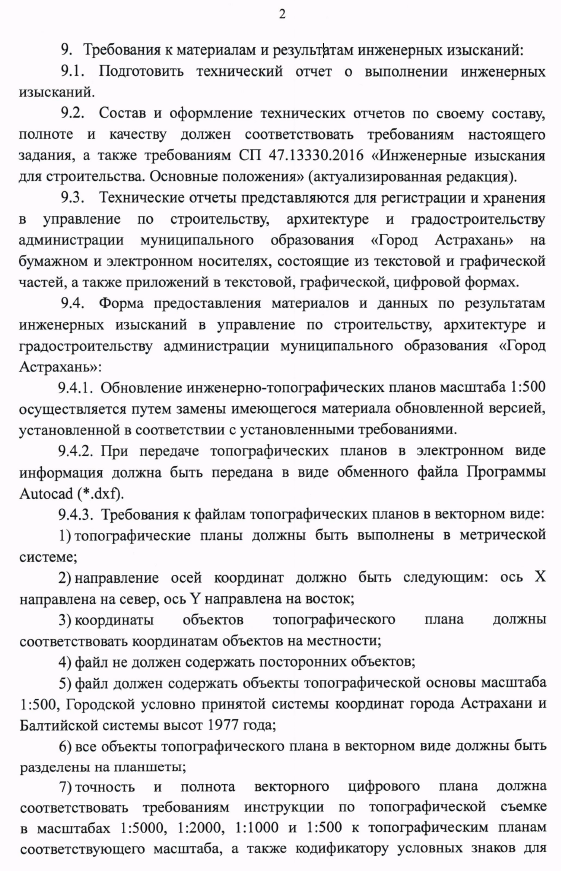 2
9. Требования к материалам и результатам инженерных изысканий:
9.1. Подготовить технический отчет о выполнении инженерных
изысканий.
9.2. Состав и оформление технических отчетов по своему составу,
полноте и качеству должен соответствовать требованиям настоящего
задания, а также требованиям СП 47.13330.2016 «Инженерные изыскания
для строительства. Основные положения» (актуализированная редакция).
9.3. Технические отчеты представляются для регистрации и хранения
в управление по строительству, архитектуре и градостроительству
администрации муниципального образования «Город Астрахань» на
бумажном и электронном носителях, состоящие из текстовой и графической
частей, а также приложений в текстовой, графической, цифровой формах.
9.4. Форма предоставления материалов и данных по результатам
инженерных изысканий в управление по строительству, архитектуре и
градостроительству администрации муниципального образования «Город
Астрахань»:
9.4.1. Обновление инженерно-топографических планов масштаба 1:500
осуществляется путем замены имеющегося материала обновленной версией,
установленной в соответствии с установленными требованиями.
9.4.2. При передаче топографических планов в электронном виде
информация должна быть передана в виде обменного файла Программы
Autocad (*.dxf).
9.4.3. Требования к файлам топографических планов в векторном виде:
1) топографические планы должны быть выполнены в метрической
системе;
2) направление осей координат должно быть следующим: ось X
направлена на север, ось Y направлена на восток;
3) координаты объектов топографического плана должны
соответствовать координатам объектов на местности;
4) файл не должен содержать посторонних объектов;
5) файл должен содержать объекты топографической основы масштаба
1:500, Городской условно принятой системы координат города Астрахани и
Балтийской системы высот 1977 года;
6) все объекты топографического плана в векторном виде должны быть
разделены на планшеты;
7) точность и полнота векторного цифрового плана должна
соответствовать требованиям инструкции по топографической съемке
в масштабах 1:5000, 1:2000, 1:1000 и 1:500 к топографическим планам
соответствующего масштаба, а также кодификатору условных знаков для